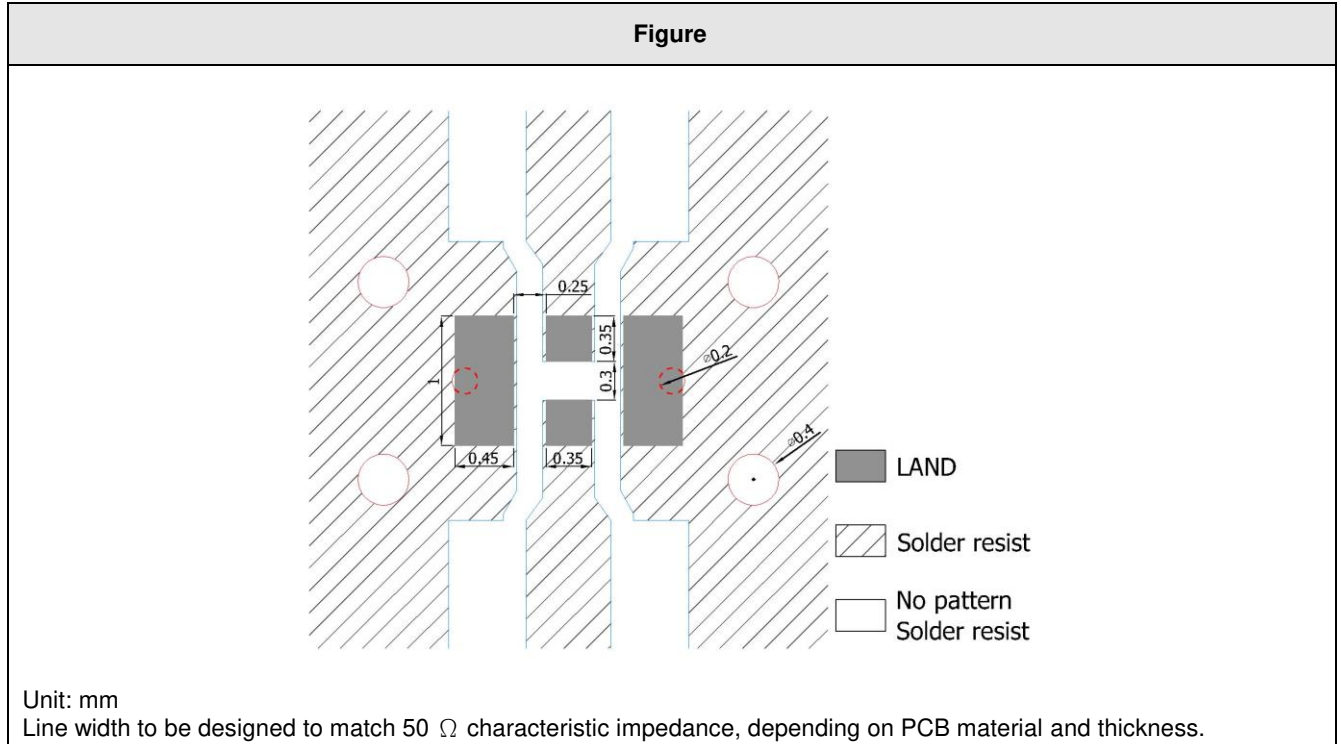 Figure
0.25
0.35
⌀0.2
0.3
1
⌀0.4
0.45
0.35
LAND
Solder resist
No pattern
Solder resist
Unit: mm
Line width to be designed to match 50 Ω characteristic impedance, depending on PCB material and thickness.